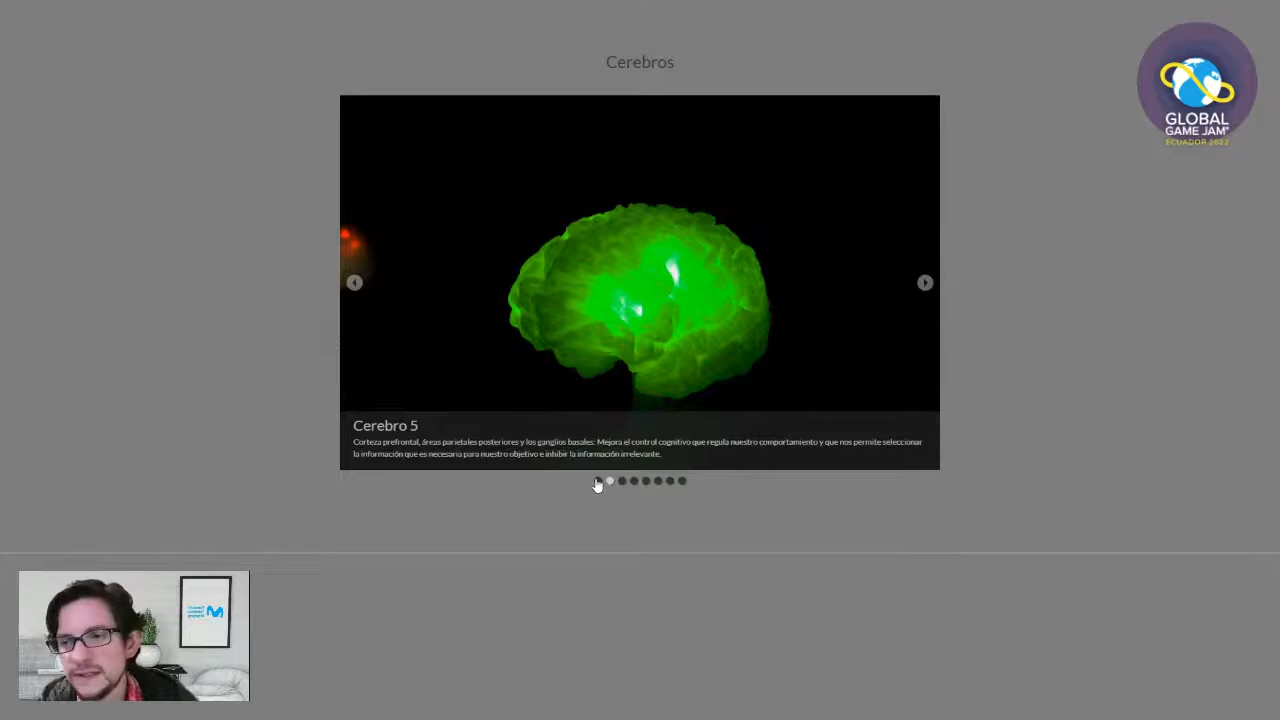 Cerebros
GLOBAL
GAME JAM
ECUADOR 2022
Cerebro 5
Corteza prefrontal, áreas parietales posteriores y los ganglios basales: Mejora el control cognitivo que regula nuestro comportamiento y que nos permite seleccionar
la información que es necesaria para nuestro objetivo e inhibir la información irrelevante.